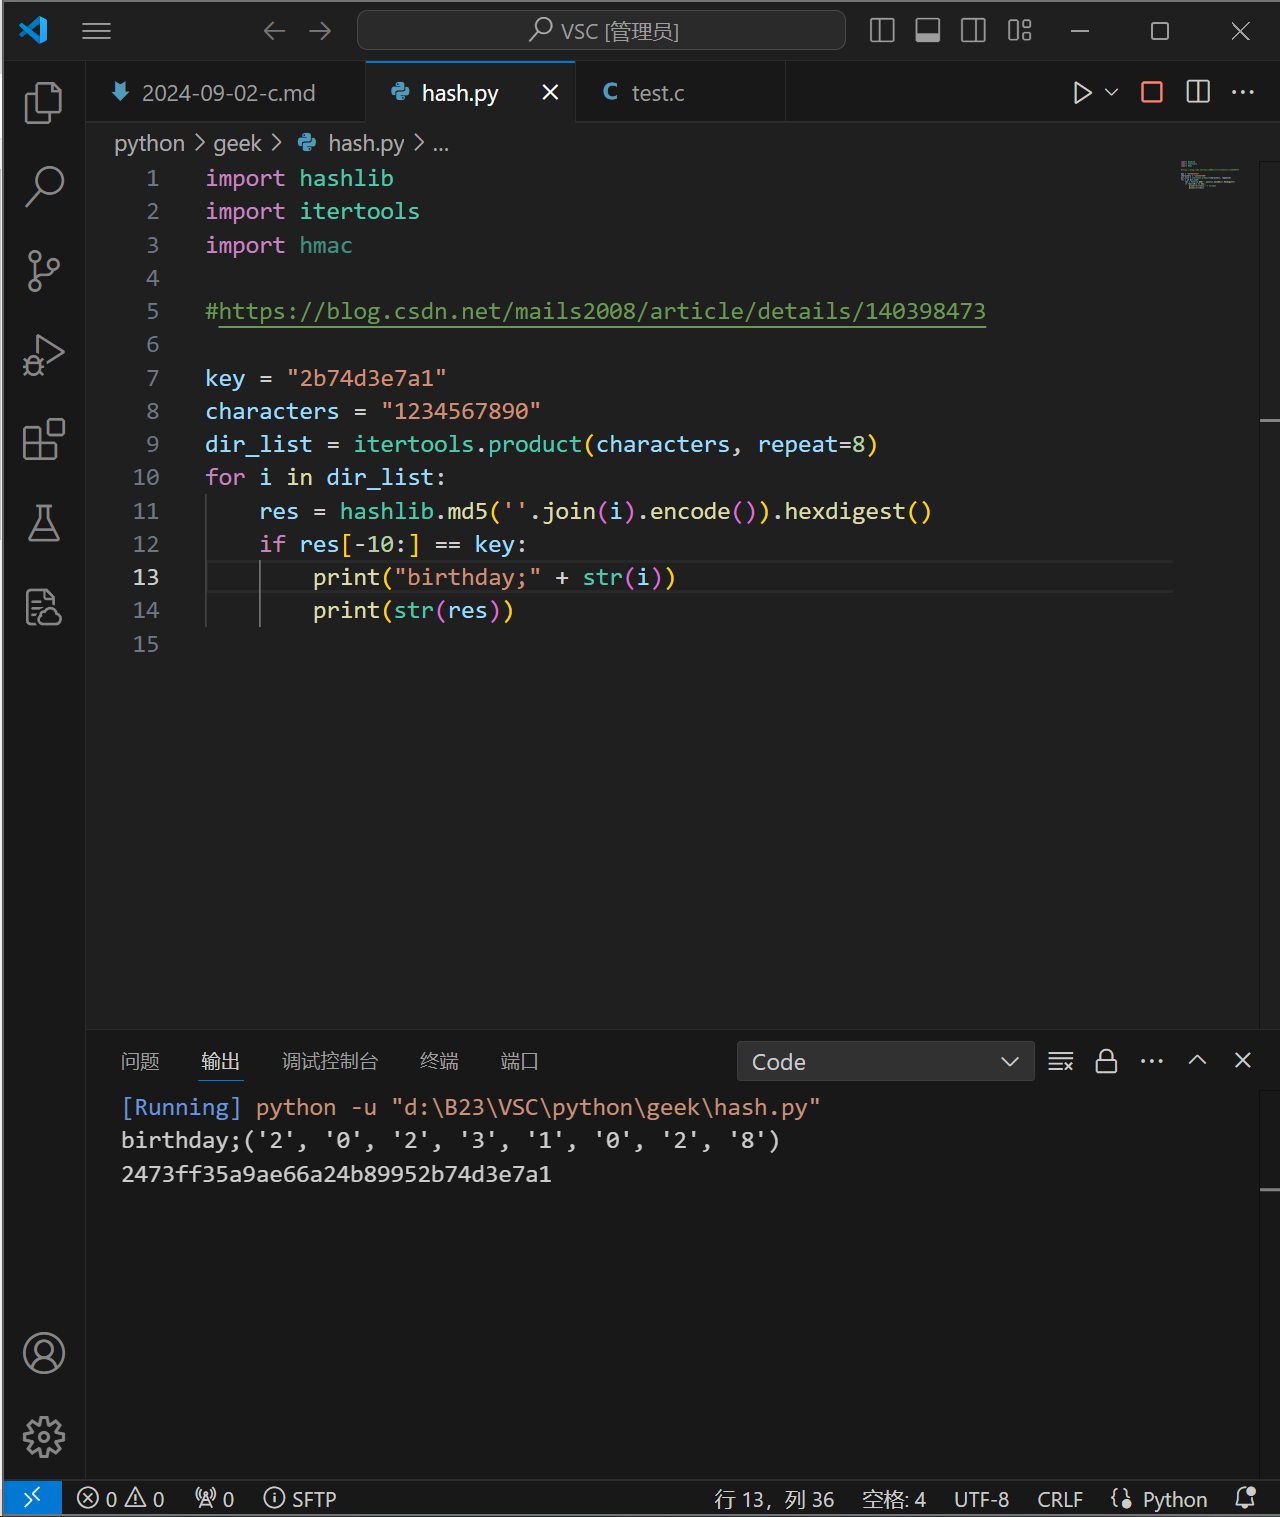 VSC [管理员]
2024-09-02-c.md
hash.py
test.c
python > geek > hash.py > ...
1 import hashlib
2 import itertools
3 import hmac
4
5 #https://blog.csdn.net/mails2008/article/details/140398473
6
7 key = "2b74d3e7a1"
8 characters = "1234567890"
9 dir_list = itertools.product(characters, repeat=8)
10 for i in dir_list:
11     res = hashlib.md5(''.join(i).encode()).hexdigest()
12     if res[-10:] == key:
13         print("birthday;" + str(i))
14         print(str(res))
15
问题 输出 调试控制台 终端 端口 Code
[Running] python -u "d:\B23\VSC\python\geek\hash.py"
birthday;('2', '0', '2', '3', '1', '0', '2', '8')
2473ff35a9ae66a24b89952b74d3e7a1
0 0 0 SFTP 行 13，列 36 空格: 4 UTF-8 CRLF Python